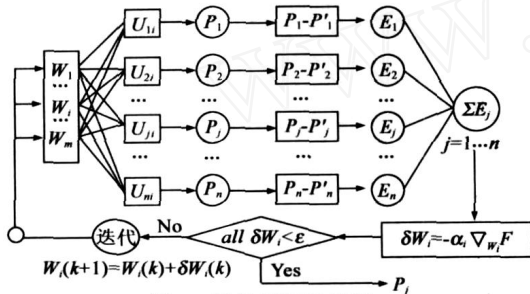 U1i P1 P1-P′1 E1
W1 U2i P2 P2-P′2 E2
... ... ... ... ...
Wi Uji Pj Pj-P′j Ej ΣEj
... ... ... ... ...
Wm Uni Pn Pn-P′n En
j=1…n
迭代 No all δWi<ε δWi=-αi ∇Wi F
Wi(k+1)=Wi(k)+δWi(k)
Yes
Pj